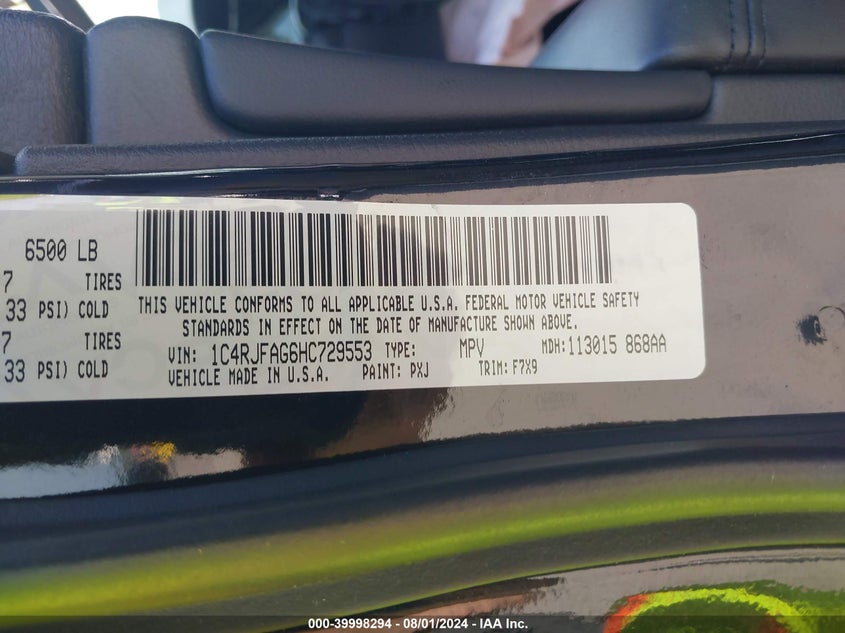 6500 LB
7 TIRES
33 PSI) COLD
7 TIRES
33 PSI) COLD
THIS VEHICLE CONFORMS TO ALL APPLICABLE U.S.A. FEDERAL MOTOR VEHICLE SAFETY
STANDARDS IN EFFECT ON THE DATE OF MANUFACTURE SHOWN ABOVE.
VIN: 1C4RJFAG6HC729553 TYPE: MPV MDH:113015 868AA
VEHICLE MADE IN U.S.A. PAINT: PXJ TRIM: F7X9
000-39998294 - 08/01/2024 - IAA Inc.